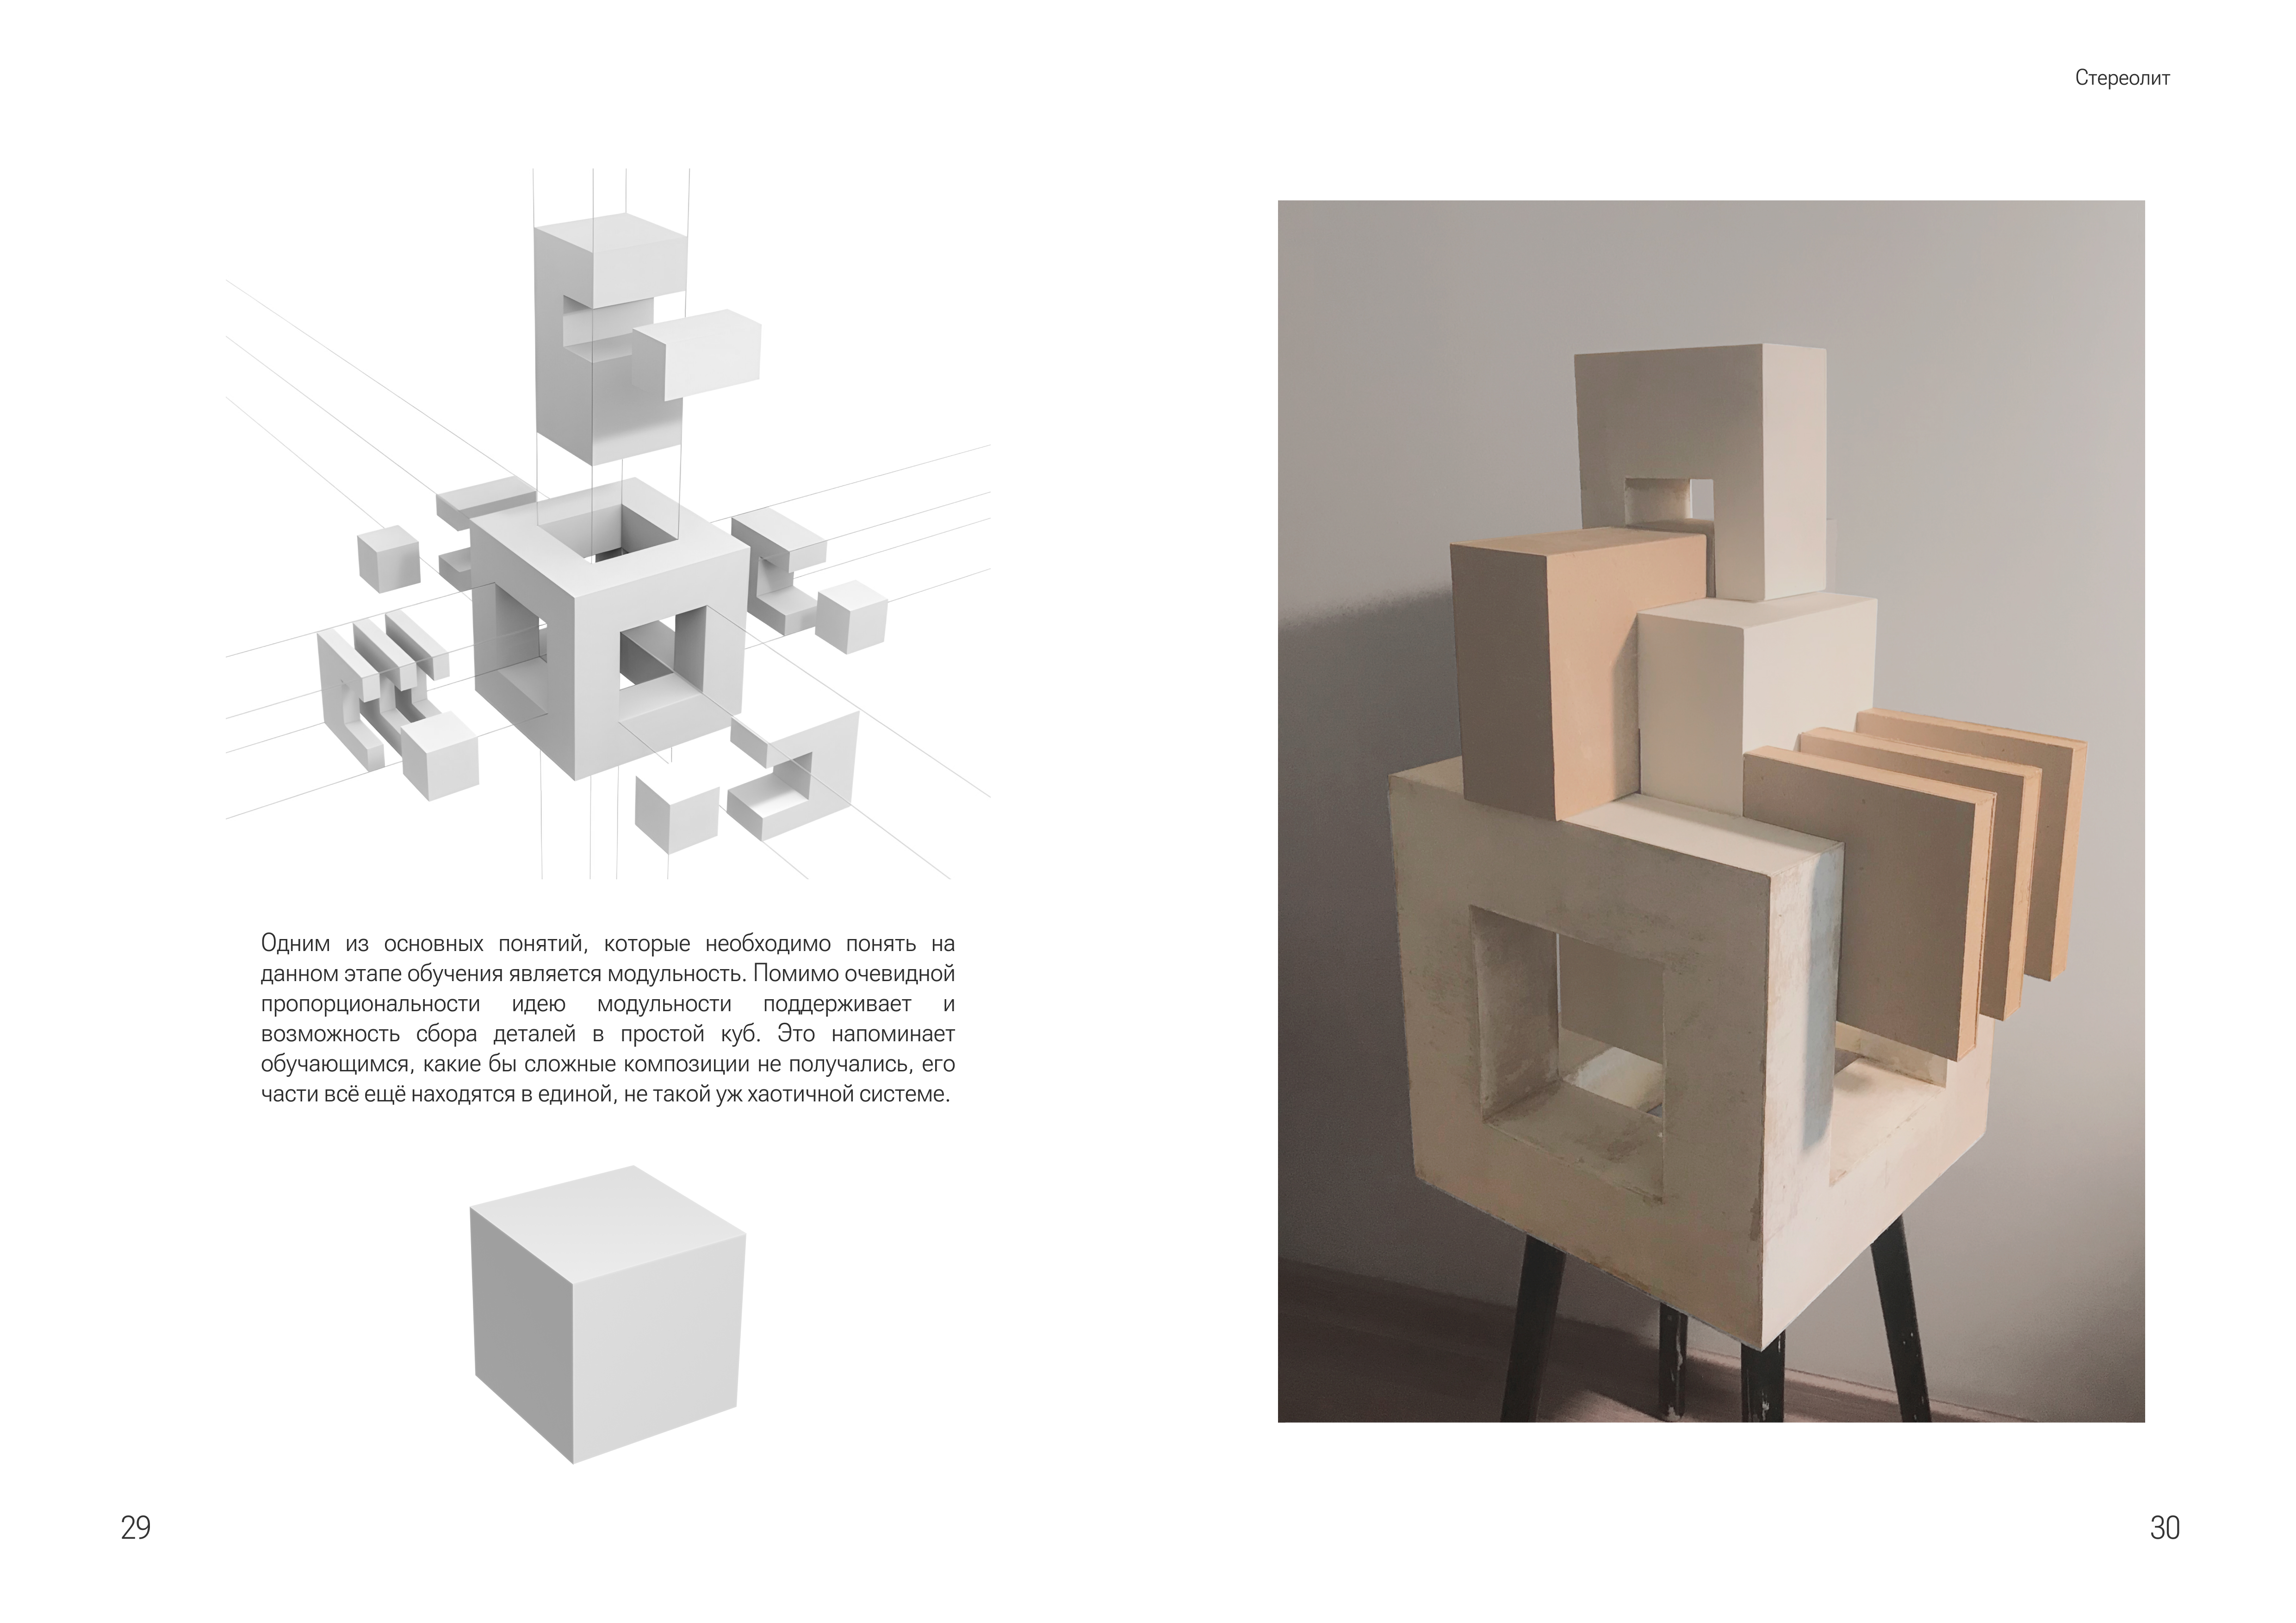 Стереолит
Одним из основных понятий, которые необходимо понять на
данном этапе обучения является модульность. Помимо очевидной
пропорциональности идею модульности поддерживает и
возможность сбора деталей в простой куб. Это напоминает
обучающимся, какие бы сложные композиции не получались, его
части всё ещё находятся в единой, не такой уж хаотичной системе.
29
30